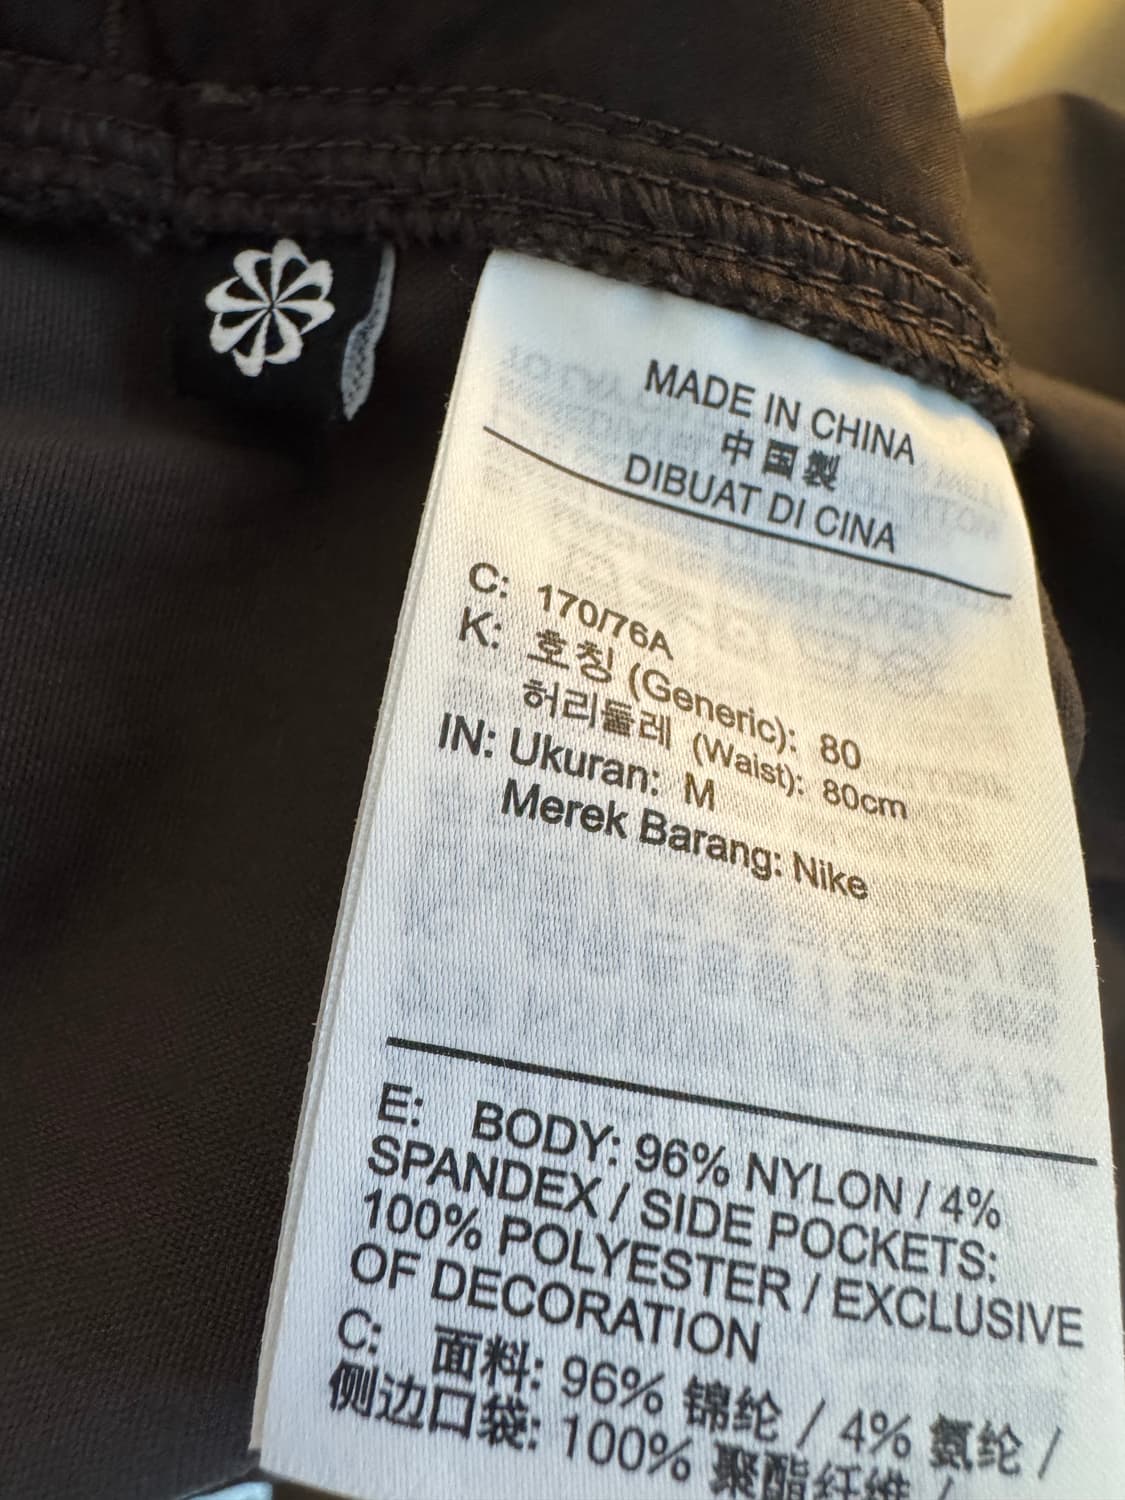 MADE IN CHINA
中国製
DIBUAT DI CINA
C: 170/76A
K: 호칭 (Generic): 80
허리둘레 (Waist): 80cm
IN: Ukuran: M
Merek Barang: Nike
E: BODY: 96% NYLON / 4%
SPANDEX / SIDE POCKETS:
100% POLYESTER / EXCLUSIVE
OF DECORATION
C: 面料: 96% 锦纶 / 4% 氨纶 /
侧边口袋: 100% 聚酯纤维 /